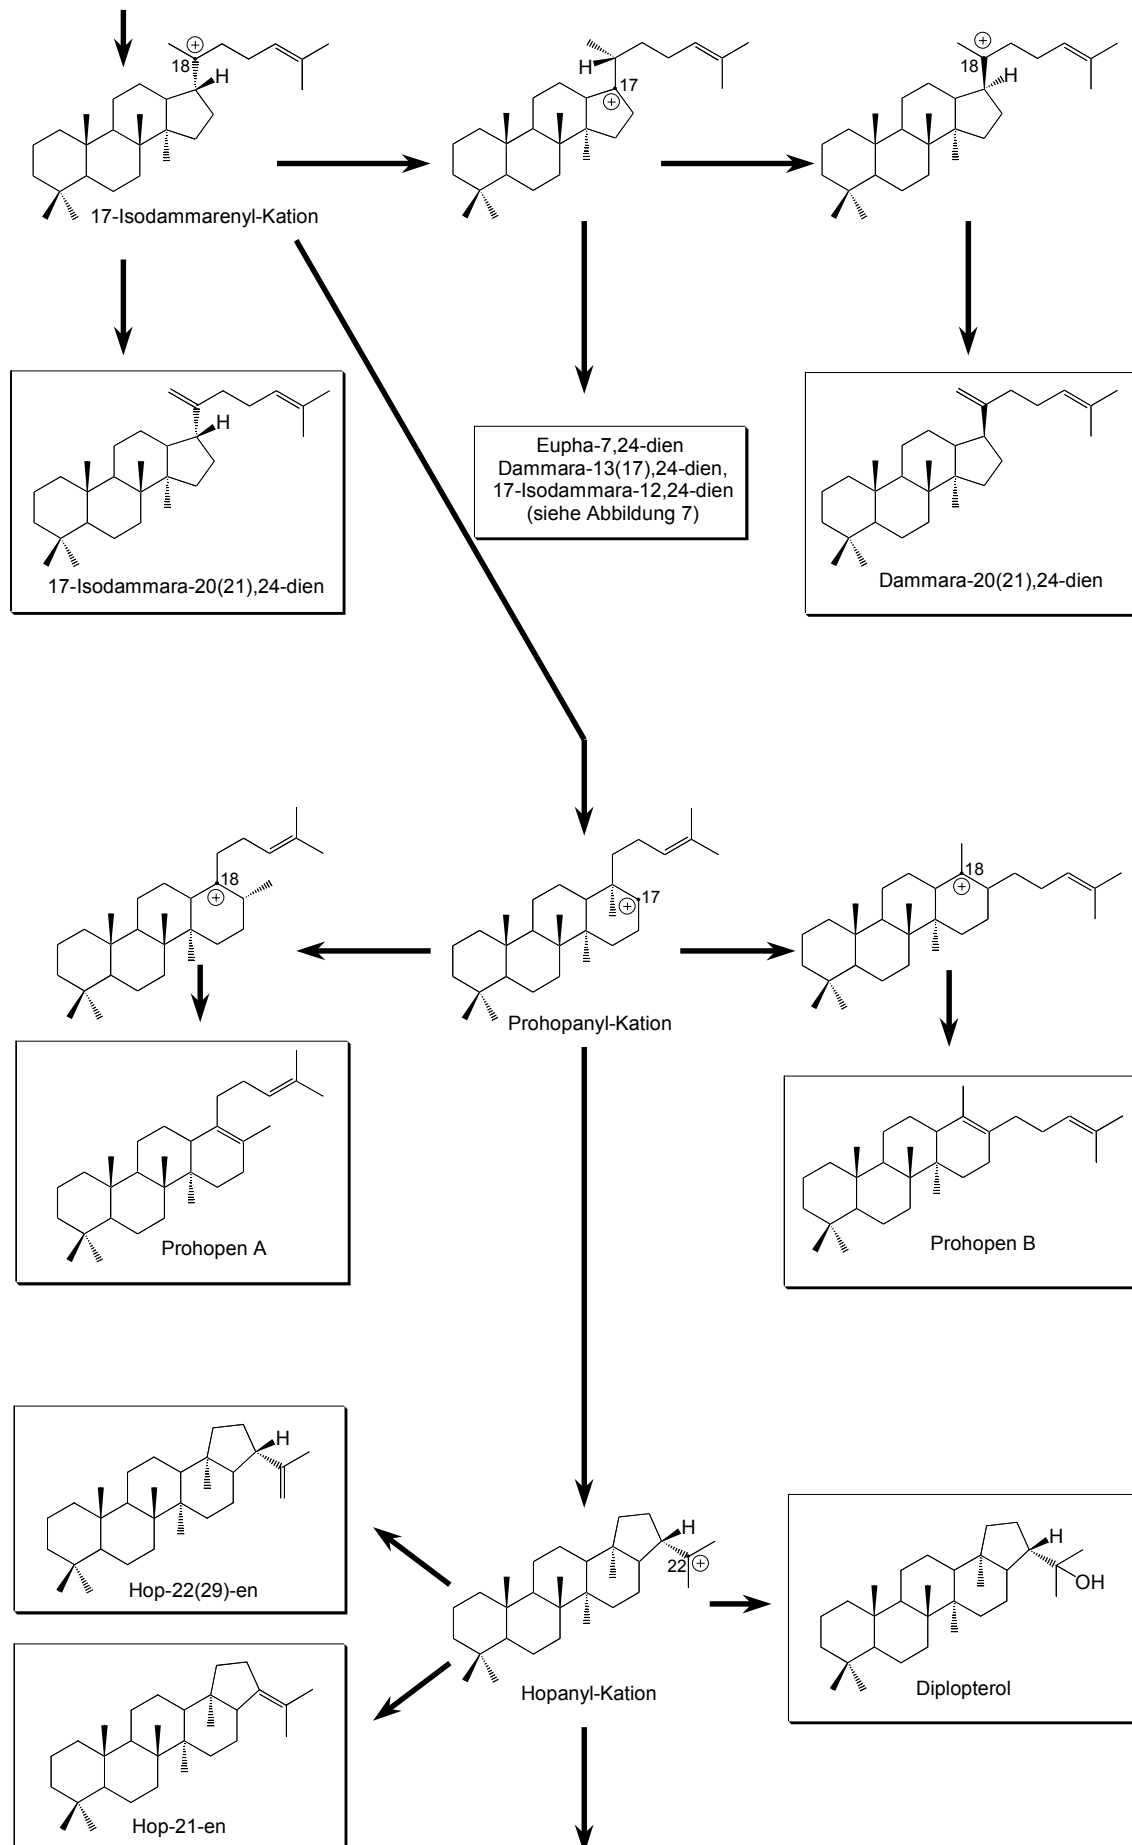 18
⊕
H
17-Isodammarenyl-Kation
H
17
⊕
⊕
18
H
H
17-Isodammara-20(21),24-dien
Eupha-7,24-dien
Dammara-13(17),24-dien,
17-Isodammara-12,24-dien
(siehe Abbildung 7)
Dammara-20(21),24-dien
18
⊕
17
⊕
Prohopanyl-Kation
18
⊕
Prohopen A
Prohopen B
H
Hop-22(29)-en
H
22
⊕
Hopanyl-Kation
H
OH
Diplopterol
Hop-21-en